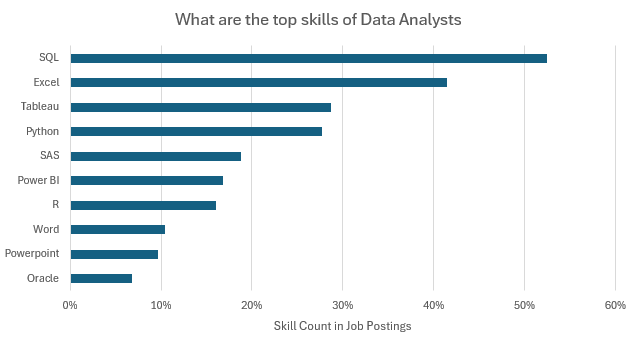 What are the top skills of Data Analysts
SQL
Excel
Tableau
Python
SAS
Power BI
R
Word
Powerpoint
Oracle
0% 10% 20% 30% 40% 50% 60%
Skill Count in Job Postings